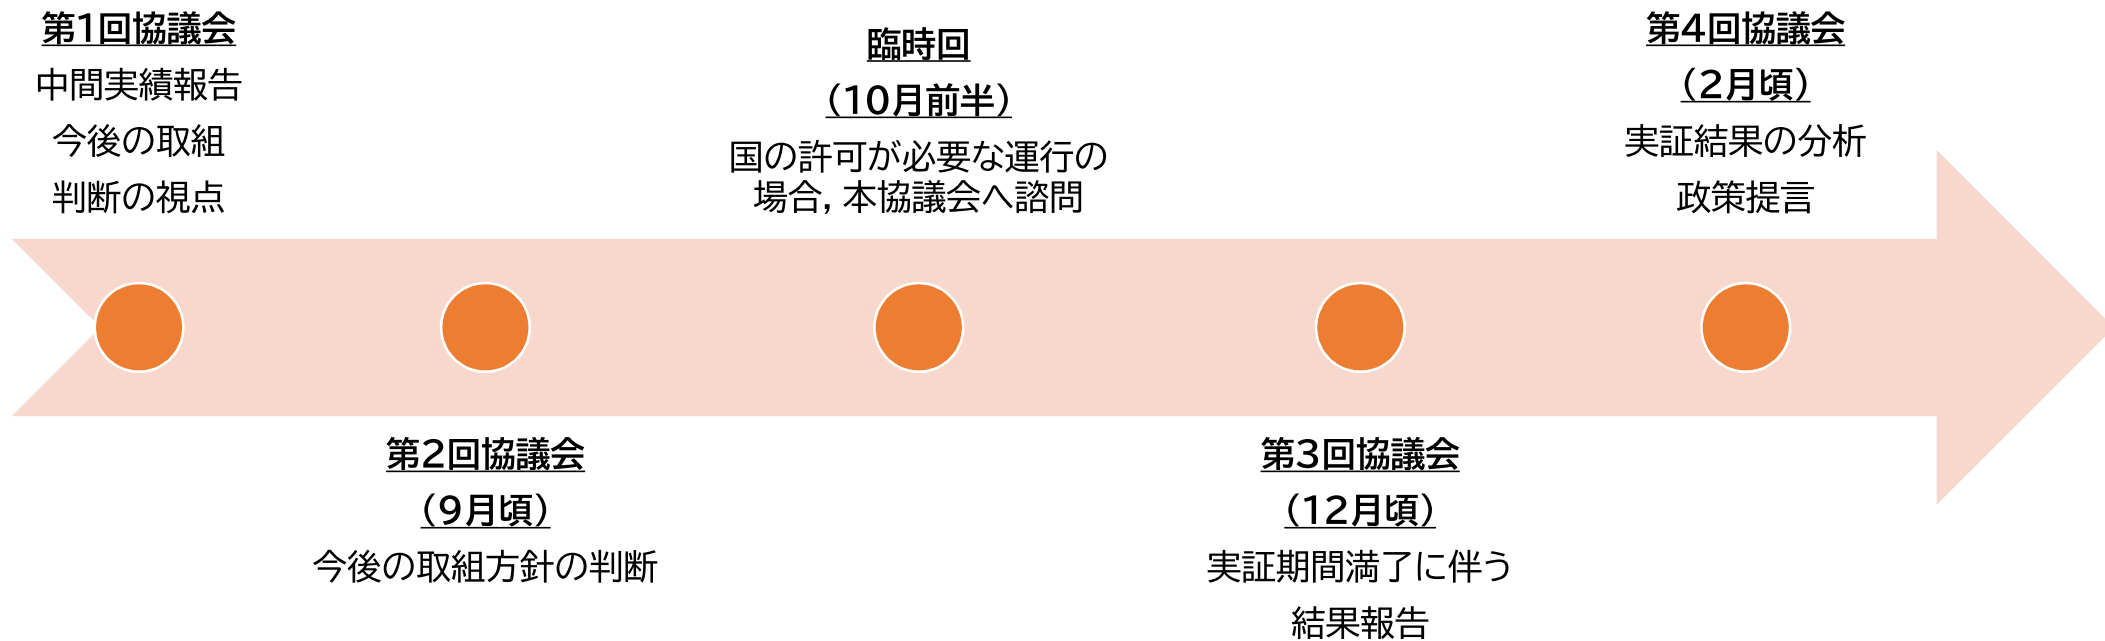 第1回協議会
中間実績報告
今後の取組
判断の視点
第2回協議会
（9月頃）
今後の取組方針の判断
臨時回
（10月前半）
国の許可が必要な運行の
場合，本協議会へ諮問
第3回協議会
（12月頃）
実証期間満了に伴う
結果報告
第4回協議会
（2月頃）
実証結果の分析
政策提言